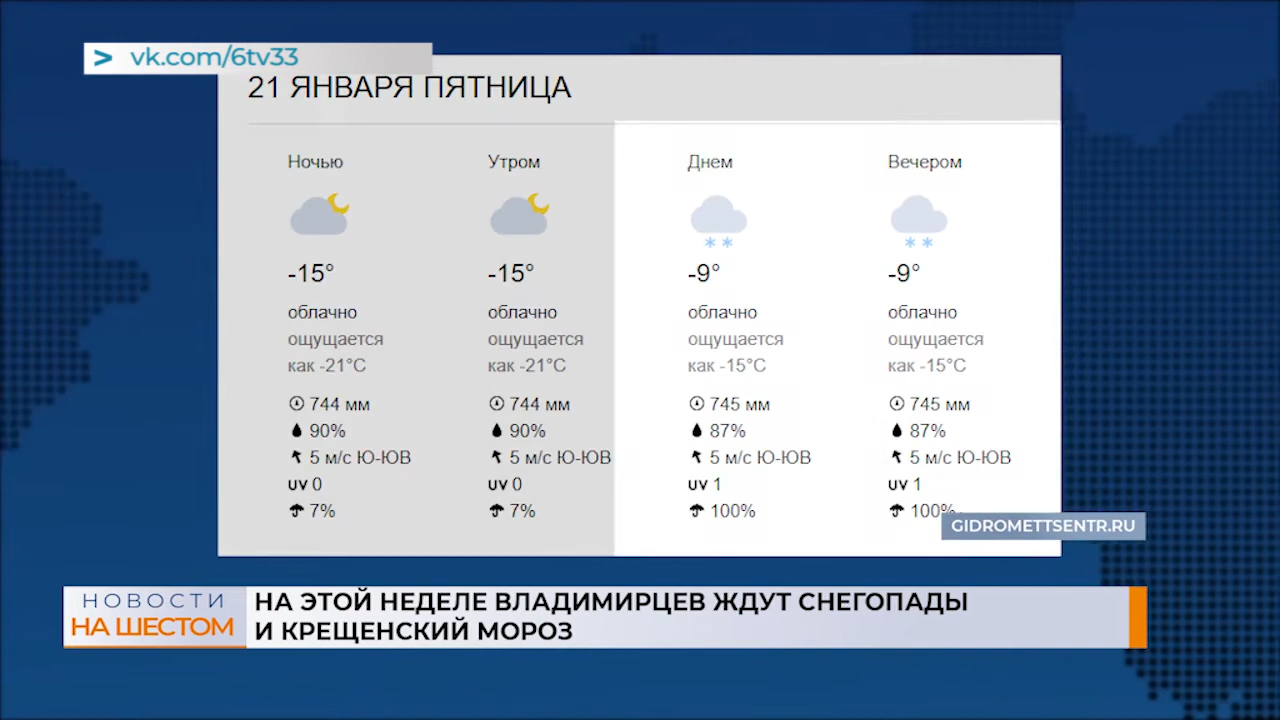 > vk.com/6tv33
21 ЯНВАРЯ ПЯТНИЦА
Ночью Утром Днем Вечером
-15° -15° -9° -9°
облачно облачно облачно облачно
ощущается ощущается ощущается ощущается
как -21°C как -21°C как -15°C как -15°C
744 мм 744 мм 745 мм 745 мм
90% 90% 87% 87%
5 м/с Ю-ЮВ 5 м/с Ю-ЮВ 5 м/с Ю-ЮВ 5 м/с Ю-ЮВ
UV 0 UV 0 UV 1 UV 1
7% 7% 100% 100%
GIDROMETTSENTR.RU
НОВОСТИ
НА ШЕСТОМ
НА ЭТОЙ НЕДЕЛЕ ВЛАДИМИРЦЕВ ЖДУТ СНЕГОПАДЫ
И КРЕЩЕНСКИЙ МОРОЗ